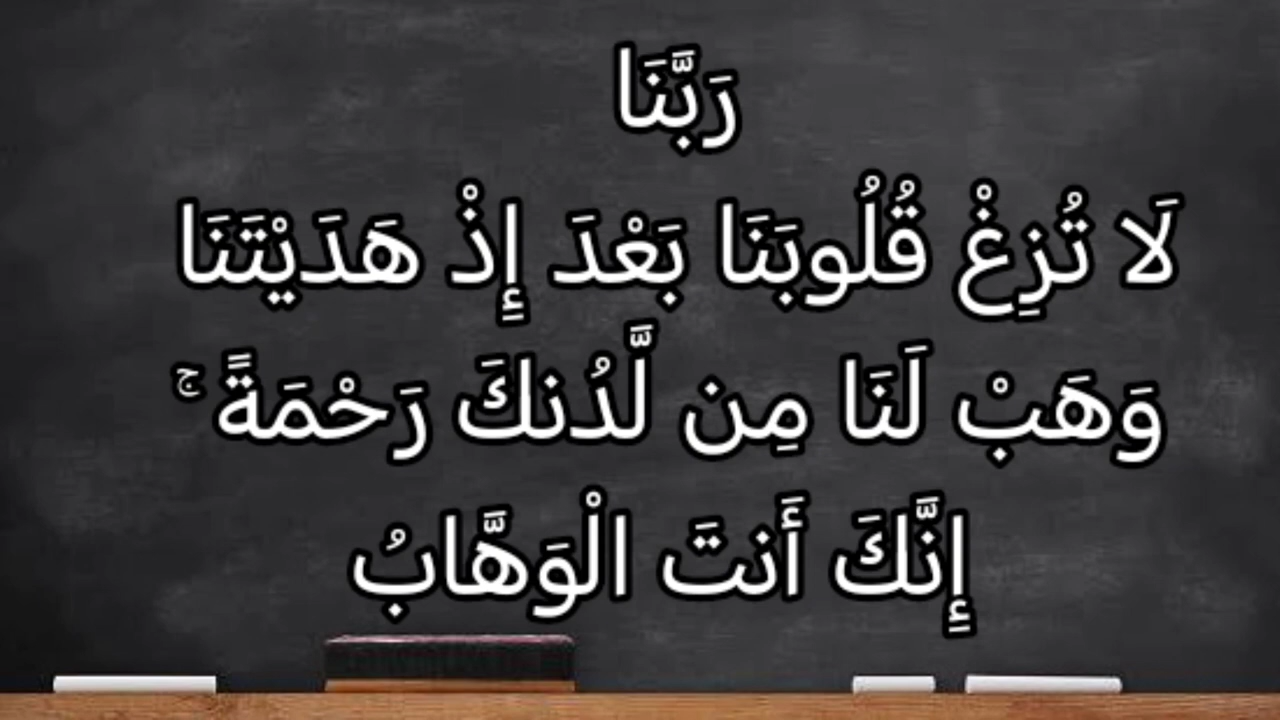 رَبَّنَا
لَا تُزِغْ قُلُوبَنَا بَعْدَ إِذْ هَدَيْتَنَا
وَهَبْ لَنَا مِن لَّدُنكَ رَحْمَةً ۚ
إِنَّكَ أَنتَ الْوَهَّابُ